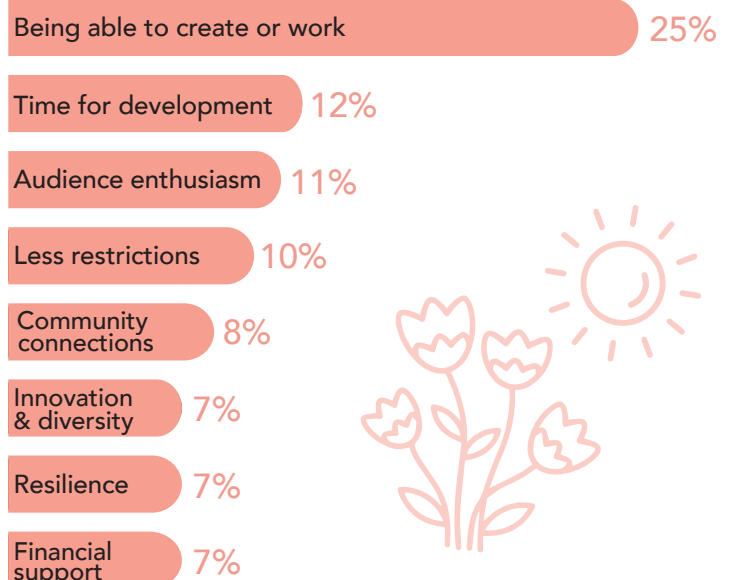 Being able to create or work 25%
Time for development 12%
Audience enthusiasm 11%
Less restrictions 10%
Community
connections 8%
Innovation
& diversity 7%
Resilience 7%
Financial
support 7%